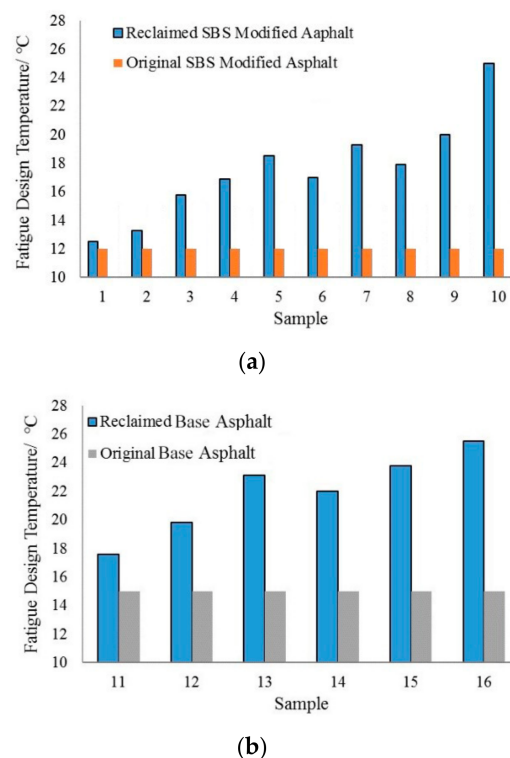 28
Reclaimed SBS Modified Aaphalt
26
Original SBS Modified Asphalt
24
22
20
18
16
14
12
10
Fatigue Design Temperature/ °C
1 2 3 4 5 6 7 8 9 10
Sample
(a)
28
Reclaimed Base Asphalt
26
Original Base Asphalt
24
22
20
18
16
14
12
10
Fatigue Design Temperature/ °C
11 12 13 14 15 16
Sample
(b)